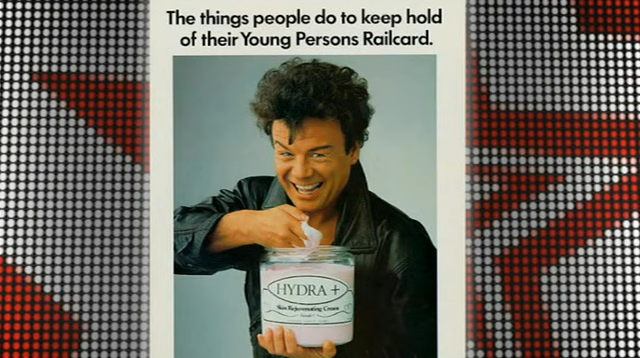 The things people do to keep hold
of their Young Persons Railcard.
HYDRA +
Skin Rejuvenating Cream